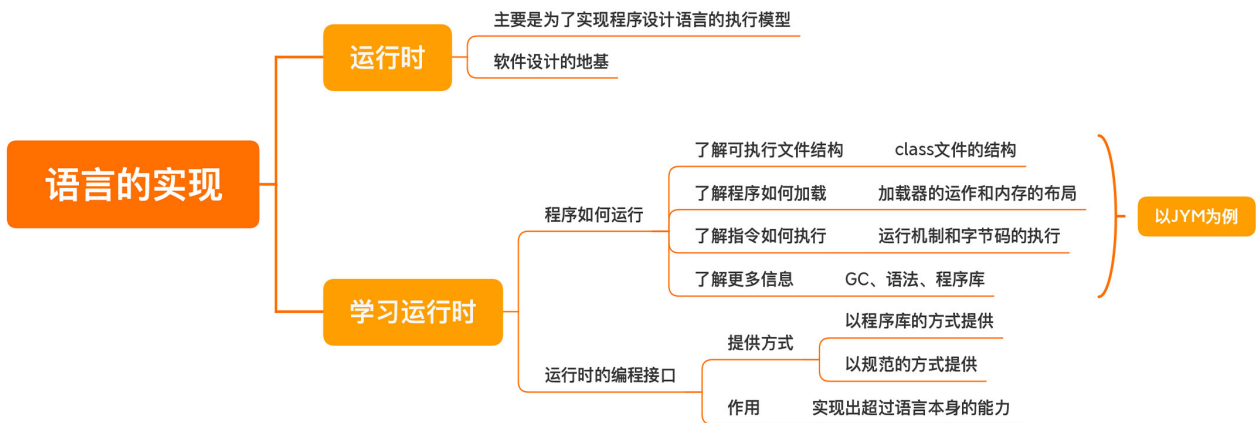 语言的实现
运行时
主要是为了实现程序设计语言的执行模型
软件设计的地基
学习运行时
程序如何运行
了解可执行文件结构 class文件的结构
了解程序如何加载 加载器的运作和内存的布局
了解指令如何执行 运行机制和字节码的执行
了解更多信息 GC、语法、程序库
以JYM为例
运行时的编程接口
提供方式
以程序库的方式提供
以规范的方式提供
作用 实现出超过语言本身的能力